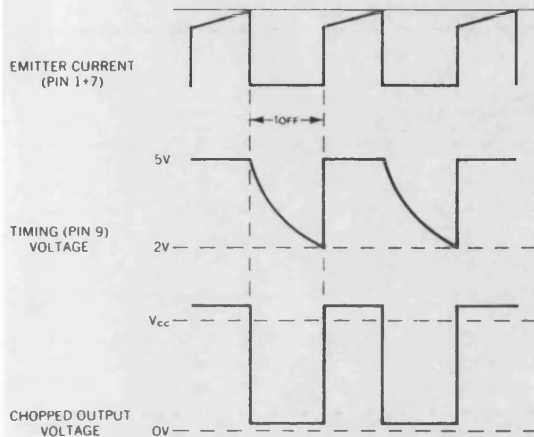 EMITTER CURRENT
(PIN 1+7)
tOFF
5V
TIMING (PIN 9)
VOLTAGE
2V
Vcc
CHOPPED OUTPUT
VOLTAGE
0V